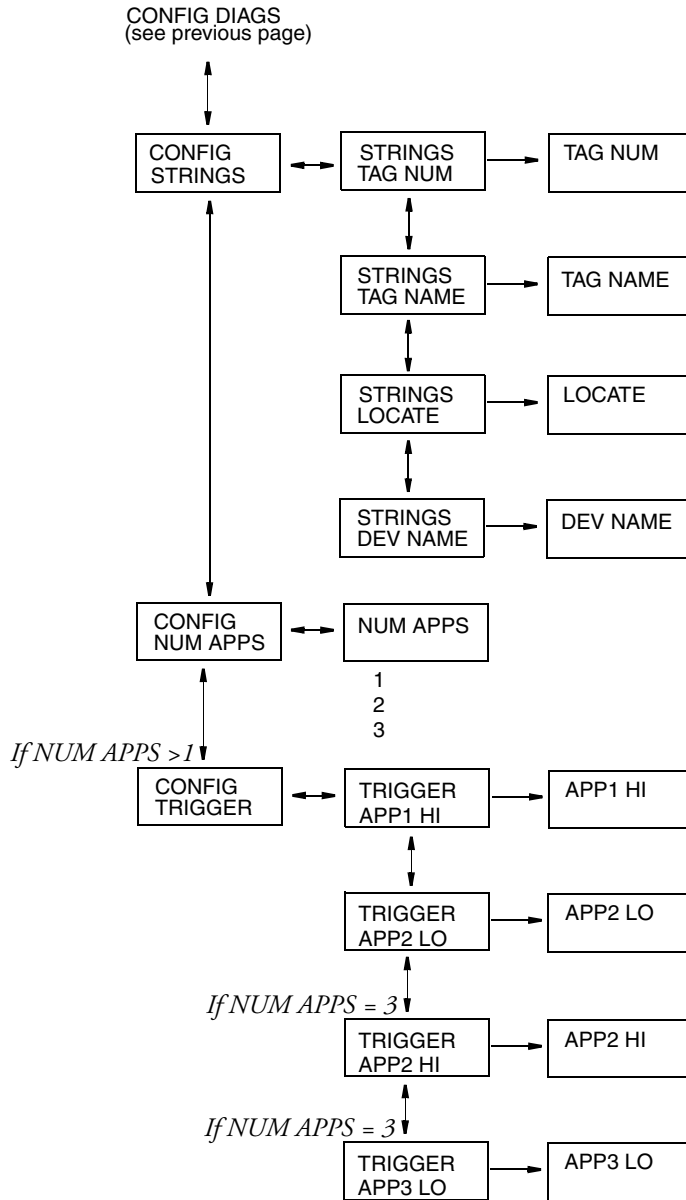 CONFIG DIAGS
(see previous page)
CONFIG
STRINGS
STRINGS
TAG NUM
TAG NUM
STRINGS
TAG NAME
TAG NAME
STRINGS
LOCATE
LOCATE
STRINGS
DEV NAME
DEV NAME
CONFIG
NUM APPS
NUM APPS
1
2
3
If NUM APPS >1
CONFIG
TRIGGER
TRIGGER
APP1 HI
APP1 HI
TRIGGER
APP2 LO
APP2 LO
If NUM APPS = 3
TRIGGER
APP2 HI
APP2 HI
If NUM APPS = 3
TRIGGER
APP3 LO
APP3 LO